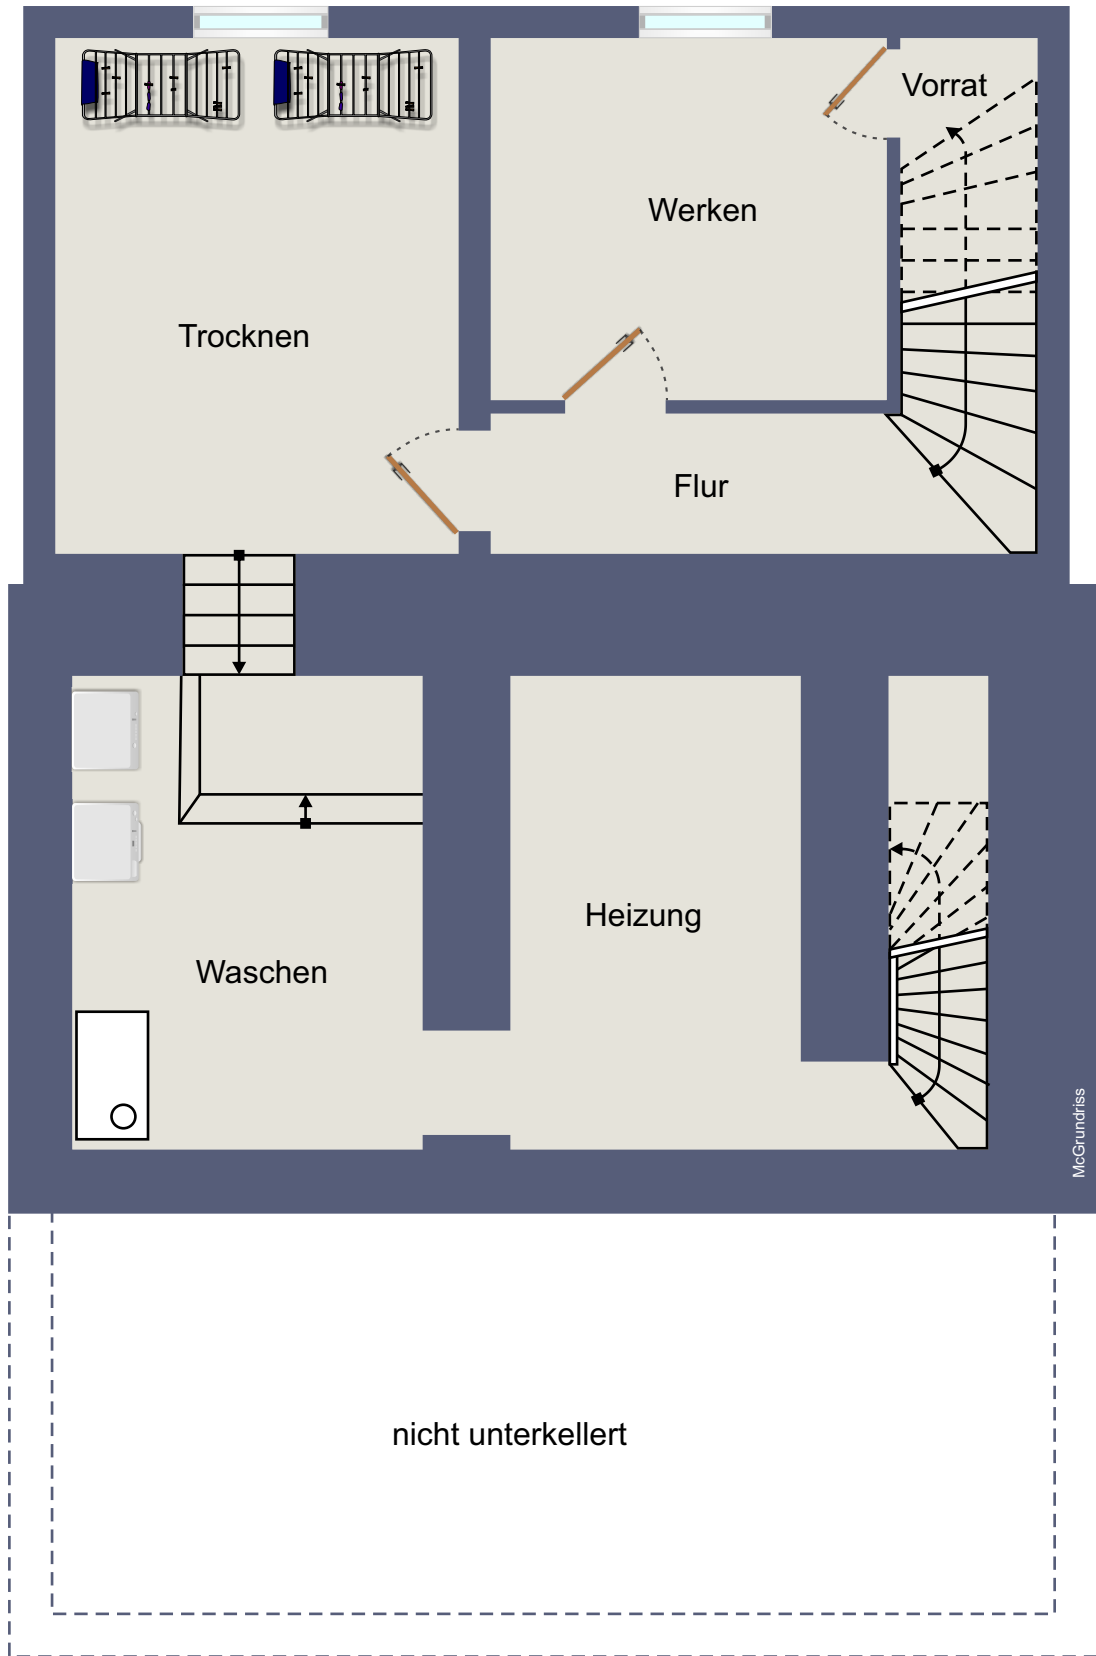 Vorrat
Werken
Trocknen
Flur
Heizung
Waschen
McGrundriss
nicht unterkellert